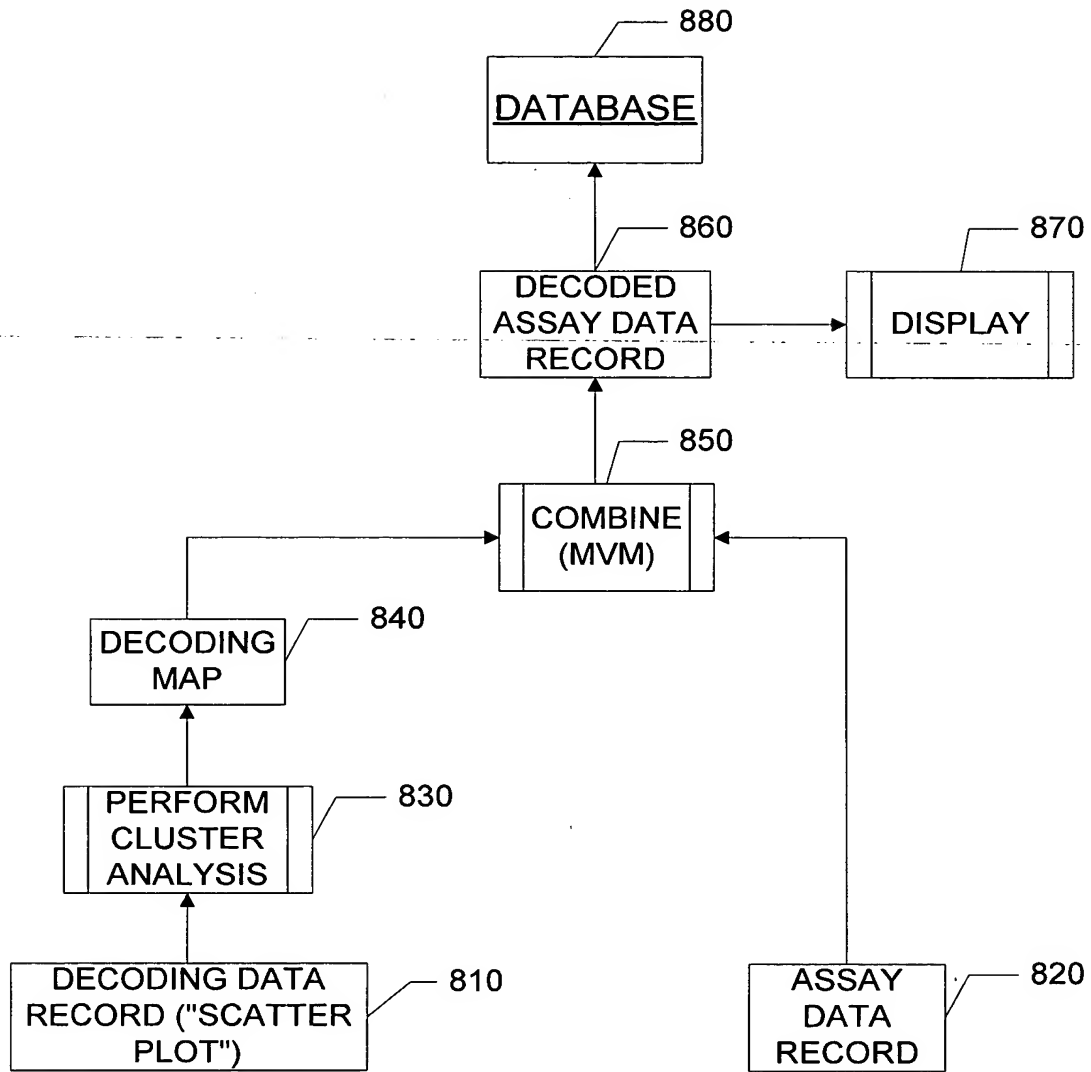 880
DATABASE
860
870
DECODED
ASSAY DATA
RECORD
DISPLAY
850
COMBINE
(MVM)
840
DECODING
MAP
830
PERFORM
CLUSTER
ANALYSIS
810
DECODING DATA
RECORD ("SCATTER
PLOT")
820
ASSAY
DATA
RECORD